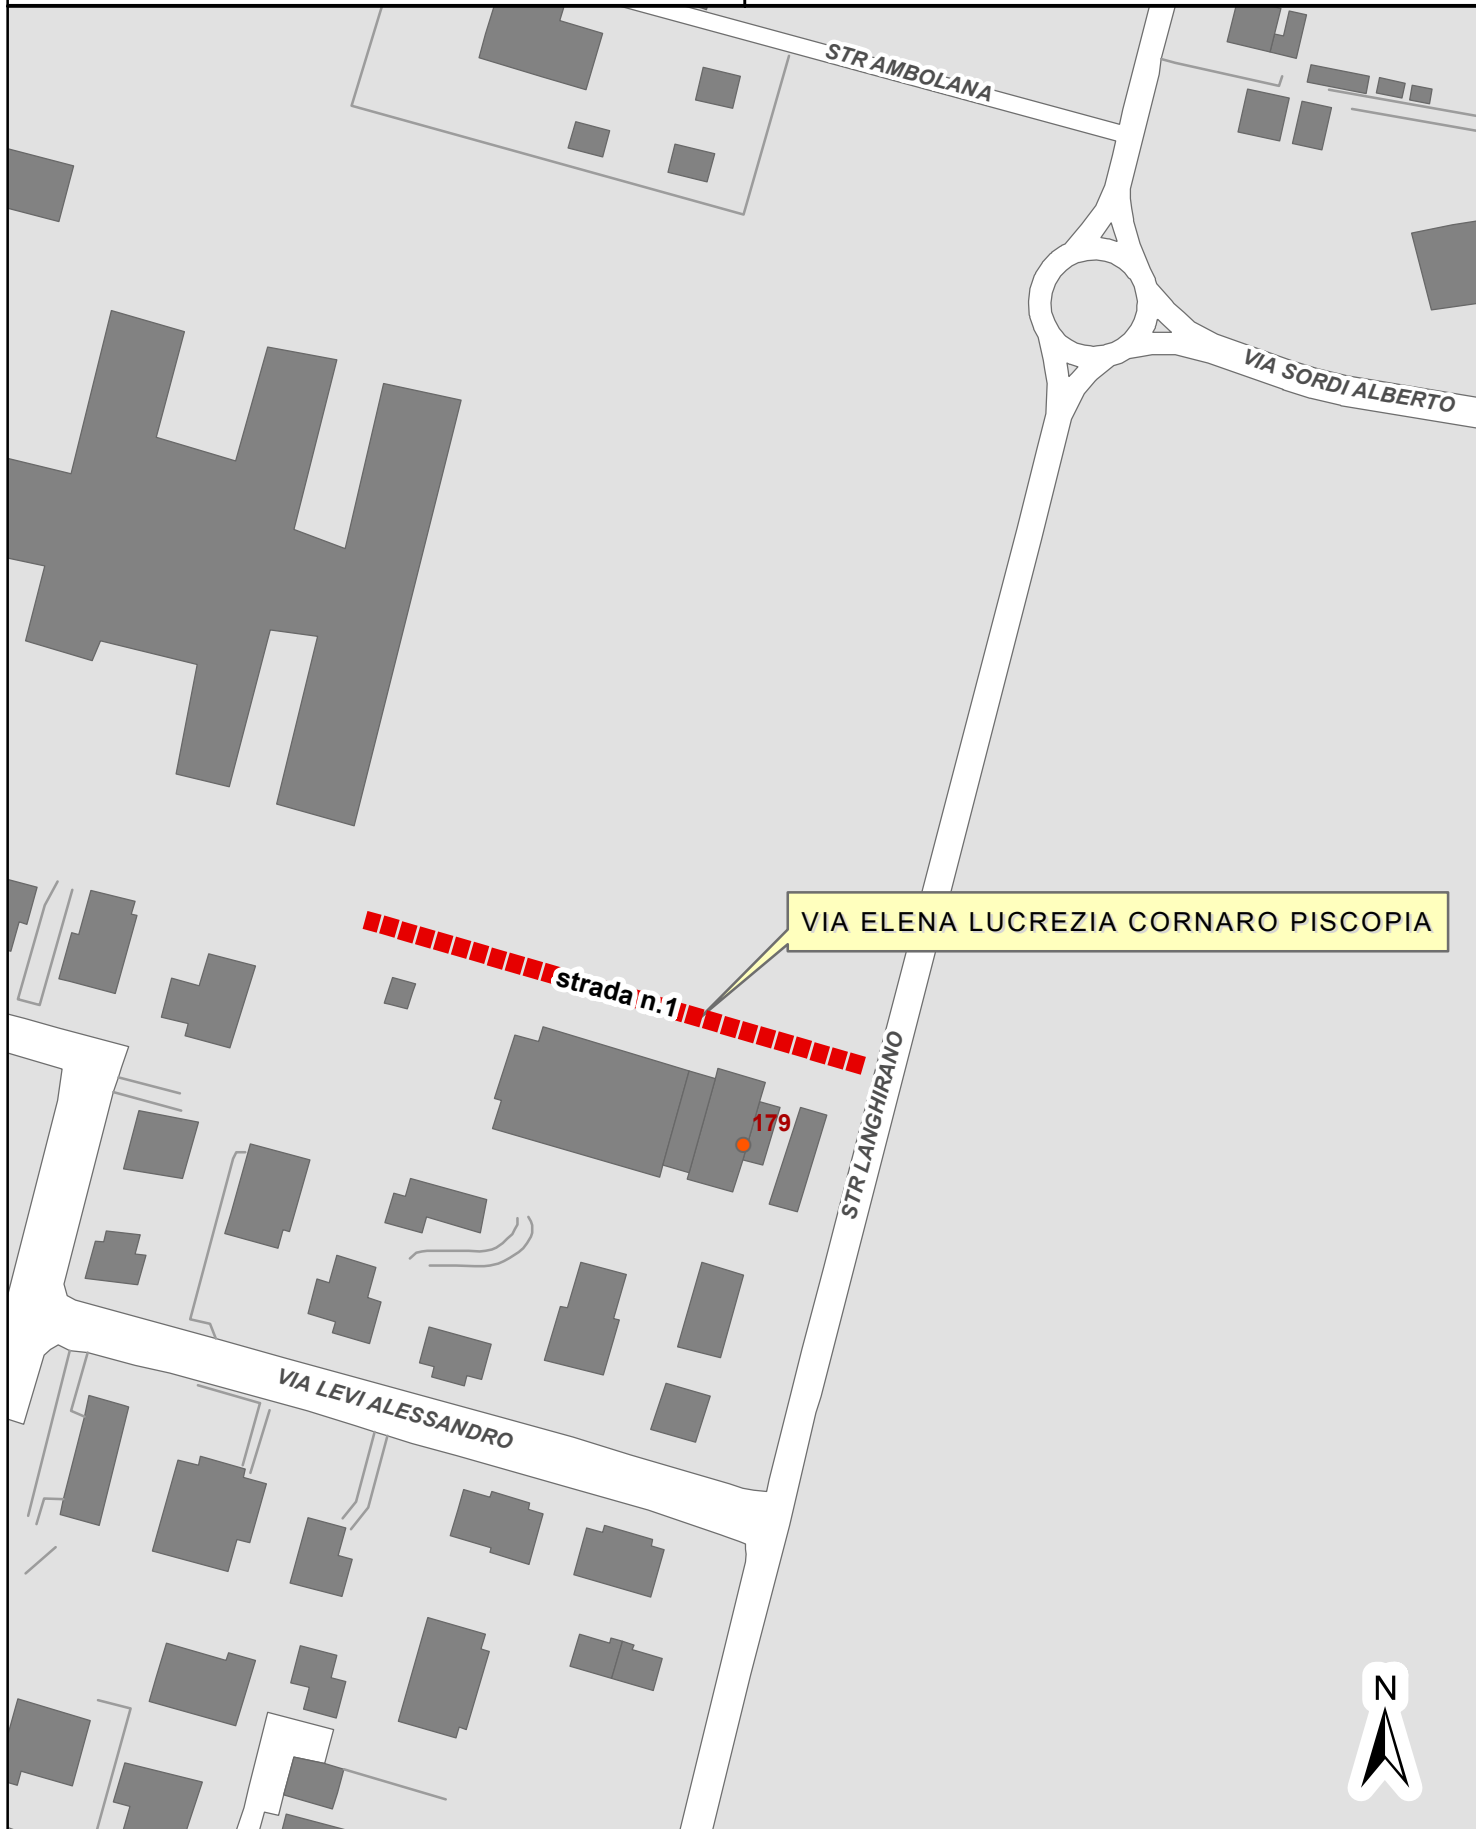 STR AMBOLANA
VIA SORDI ALBERTO
VIA ELENA LUCREZIA CORNARO PISCOPIA
strada n.1
STR LANGHIRANO
179
VIA LEVI ALESSANDRO
N